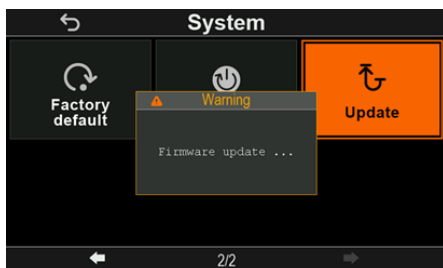 System
Factory
default
Update
Warning
Firmware update ...
2/2